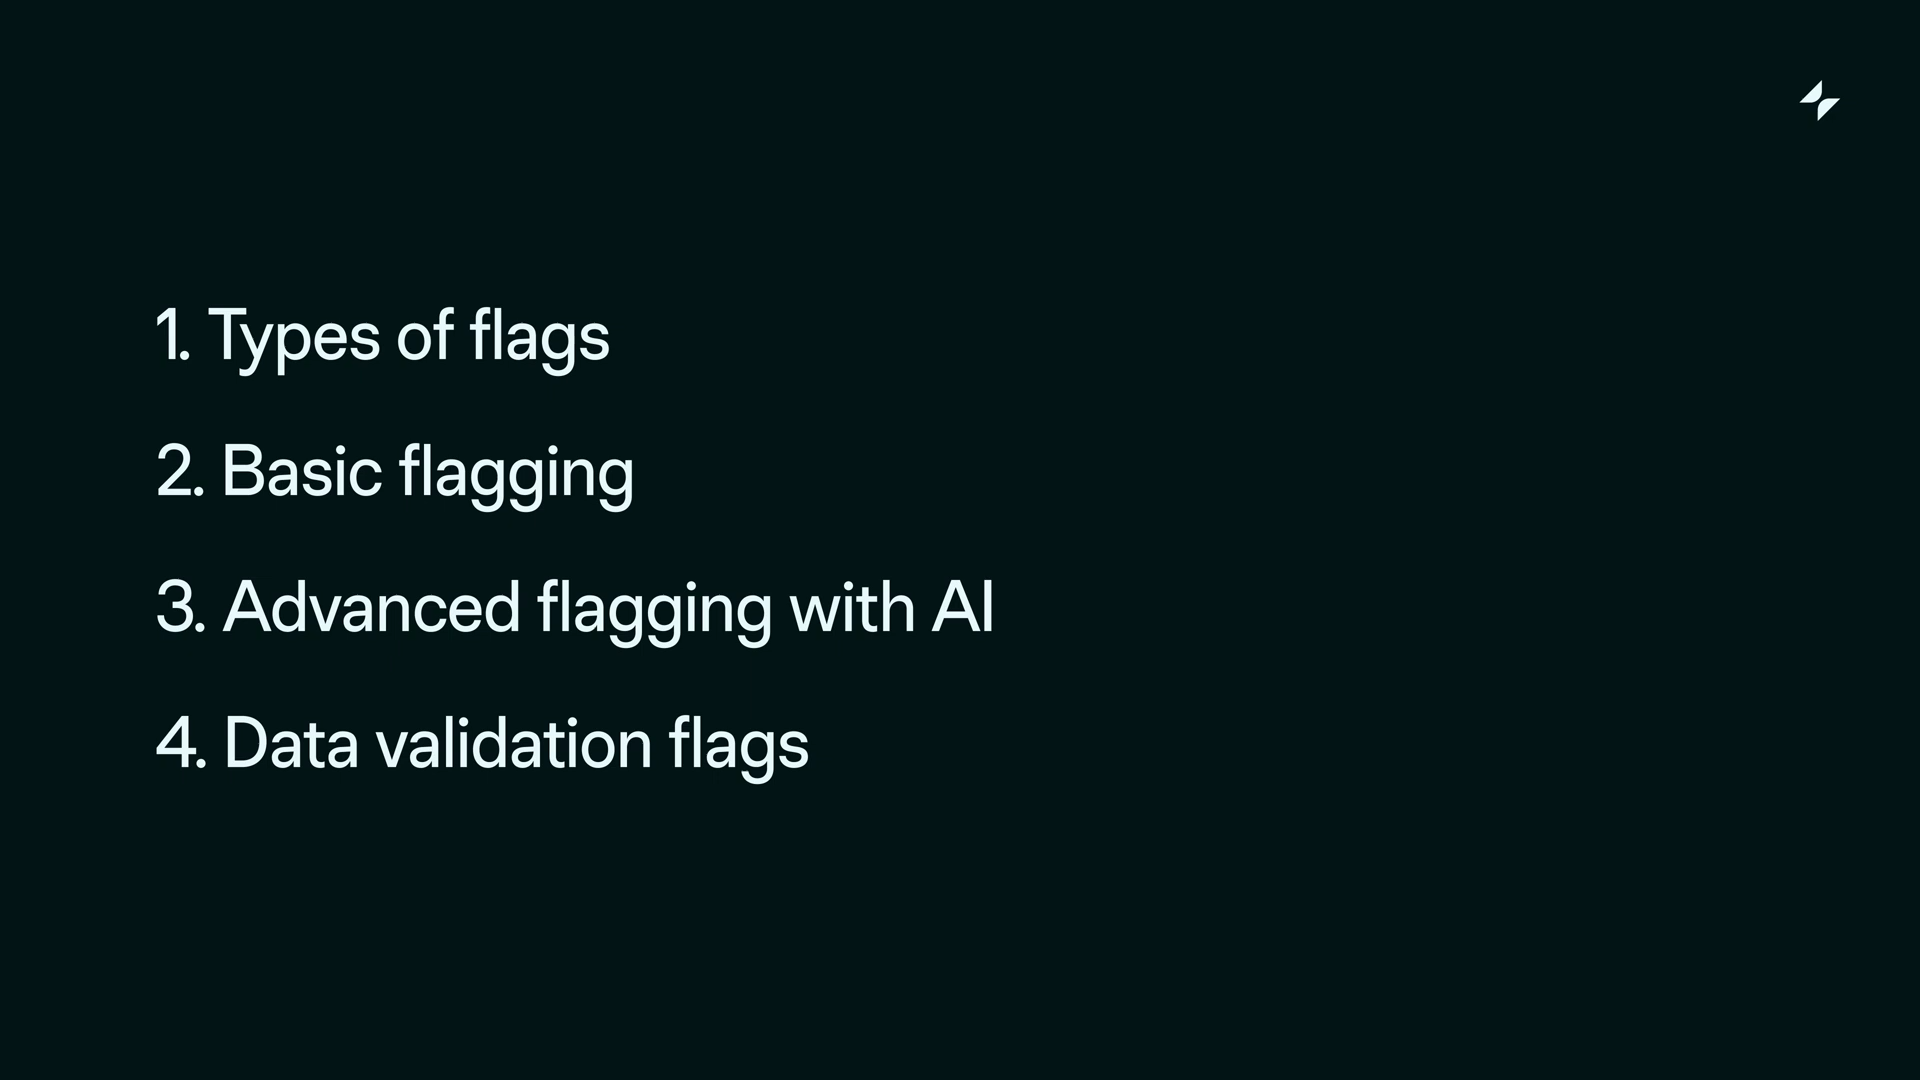 1. Types of flags
2. Basic flagging
3. Advanced flagging with AI
4. Data validation flags